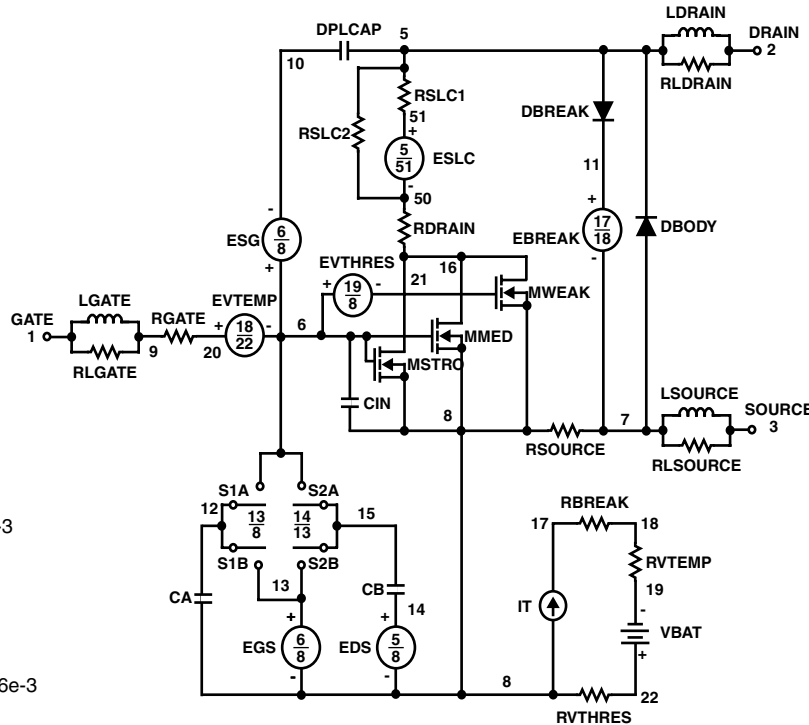 LDRAIN
DPLCAP 5 DRAIN
10 2
RSLC1 RLDRAIN
51 DBREAK
RSLC2 +
5
51 ESLC
11
-
50
- RDRAIN +
6
8 ESG
17
18 EBREAK DBODY
+ EVTHRES 16 -
21
+ 19
8 - MWEAK
LGATE EVTEMP
GATE RGATE + 18
22 - 6 MMED
1 9 20 MSTRO
RLGATE LSOURCE
CIN 8 7 SOURCE
3
RSOURCE RLSOURCE
S1A S2A RBREAK
12 13
8 14
13 15 17 18
-3
S1B S2B RVTEMP
13 CB 19
CA 14 IT -
+ + VBAT
EGS 6
8 EDS 5
8 +
- - 8 22
6e-3
RVTHRES